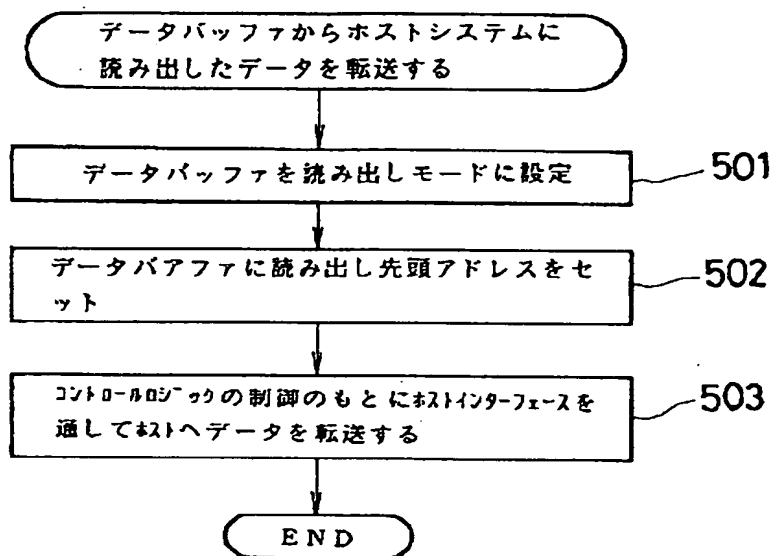 データバッファからホストシステムに
読み出したデータを転送する
データバッファを読み出しモードに設定
501
データバアファに読み出し先頭アドレスをセ
ット
502
コントロールロジックの制御のもとにホストインターフェースを
通してホストへデータを転送する
503
END